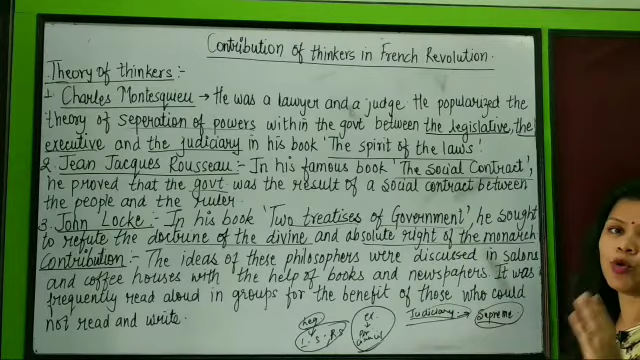 Contribution of thinkers in French Revolution.
Theory of thinkers :-
1. Charles Montesquieu → He was a lawyer and a judge. He popularized the
theory of seperation of powers within the govt between the legislative, the
executive and the judiciary in his book 'The spirit of the laws'.
2. Jean Jacques Rousseau :- In his famous book 'The social Contract',
he proved that the govt was the result of a social contract between
the people and the ruler.
3. John Locke :- In his book 'Two treatises of Government', he sought
to refute the doctrine of the divine and absolute right of the monarch
Contribution :- The ideas of these philosophers were discussed in salons
and coffee houses with the help of books and newspapers. It was
frequently read aloud in groups for the benefit of those who could
not read and write.
Leg
L.S. R.S
ex.
Judiciary → Supreme